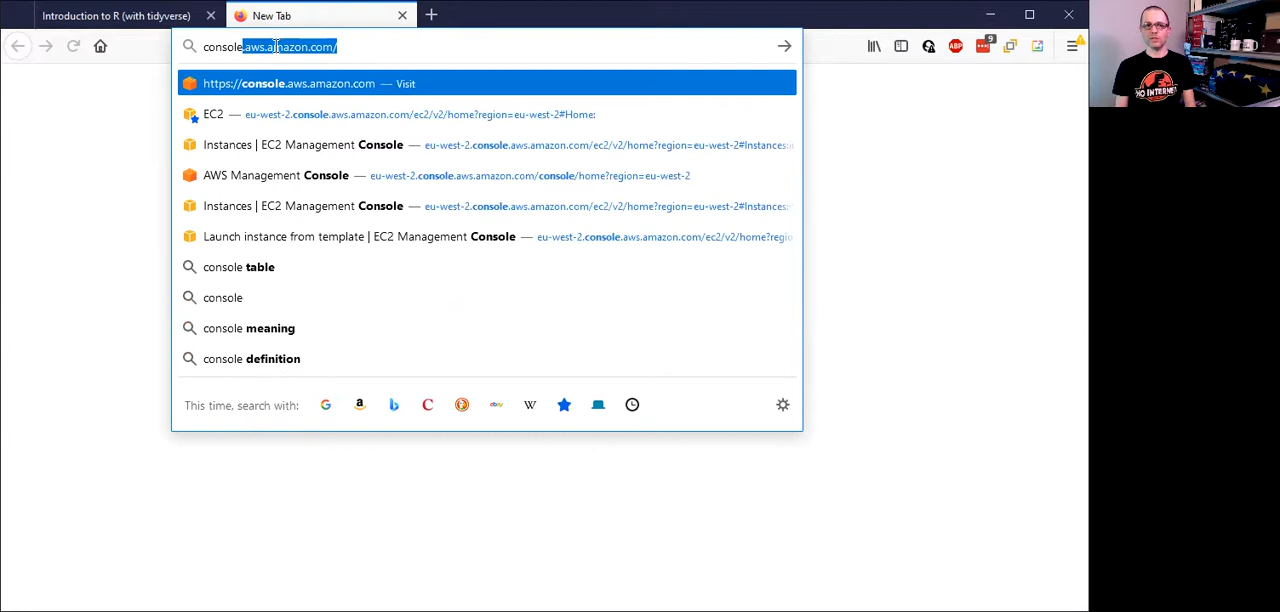 Introduction to R (with tidyverse)
New Tab
console.aws.amazon.com/
https://console.aws.amazon.com — Visit
EC2 — eu-west-2.console.aws.amazon.com/ec2/v2/home?region=eu-west-2#Home:
Instances | EC2 Management Console — eu-west-2.console.aws.amazon.com/ec2/v2/home?region=eu-west-2#Instances:
AWS Management Console — eu-west-2.console.aws.amazon.com/console/home?region=eu-west-2
Instances | EC2 Management Console — eu-west-2.console.aws.amazon.com/ec2/v2/home?region=eu-west-2#Instances:
Launch instance from template | EC2 Management Console — eu-west-2.console.aws.amazon.com/ec2/v2/home?regio
console table
console
console meaning
console definition
This time, search with:
ABP
9
NO INTERNET